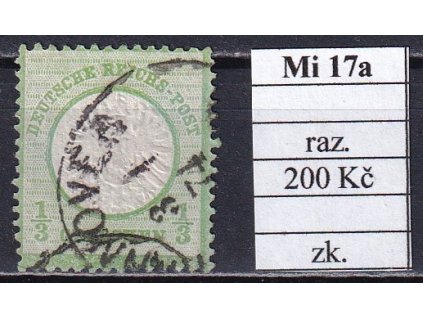 DEUTSCHE REICHS-POST
1/3 1/3
Mi 17a
raz.
200 Kč
zk.